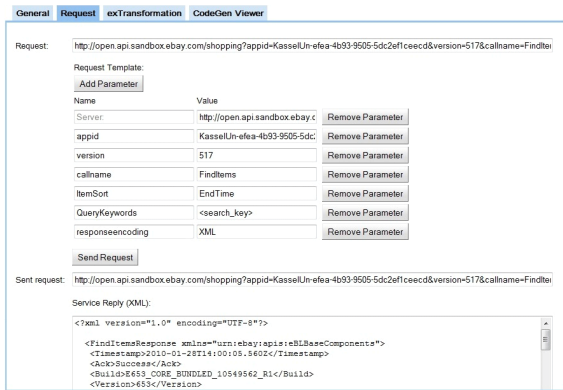 General Request exTransformation CodeGen Viewer
Request: http://open.api.sandbox.ebay.com/shopping?appid=KasselUn-efea-4b93-9505-5dc2ef1ceecd&version=517&callname=FindItei
Request Template:
Add Parameter
Name Value
Server: http://open.api.sandbox.ebay.c Remove Parameter
appid KasselUn-efea-4b93-9505-5dc: Remove Parameter
version 517 Remove Parameter
callname FindItems Remove Parameter
ItemSort EndTime Remove Parameter
QueryKeywords <search_key> Remove Parameter
responseencoding XML Remove Parameter
Send Request
Sent request: http://open.api.sandbox.ebay.com/shopping?appid=KasselUn-efea-4b93-9505-5dc2ef1ceecd&version=517&callname=FindItei
Service Reply (XML):
<?xml version="1.0" encoding="UTF-8"?>
<FindItemsResponse xmlns="urn:ebay:apis:eBLBaseComponents">
<Timestamp>2010-01-28T14:00:05.560Z</Timestamp>
<Ack>Success</Ack>
<Build>E653_CORE_BUNDLED_10549562_R1</Build>
<Version>653</Version>